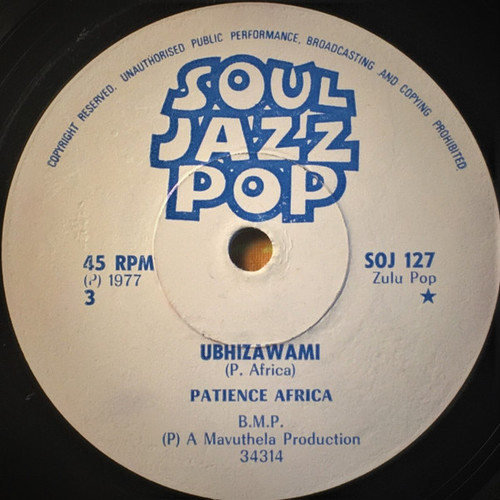 COPYRIGHT RESERVED. UNAUTHORISED PUBLIC PERFORMANCE, BROADCASTING AND COPYING PROHIBITED
SOUL
JAZZ
POP
45 RPM
(P) 1977
3
SOJ 127
Zulu Pop
★
UBHIZAWAMI
(P. Africa)
PATIENCE AFRICA
B.M.P.
(P) A Mavuthela Production
34314